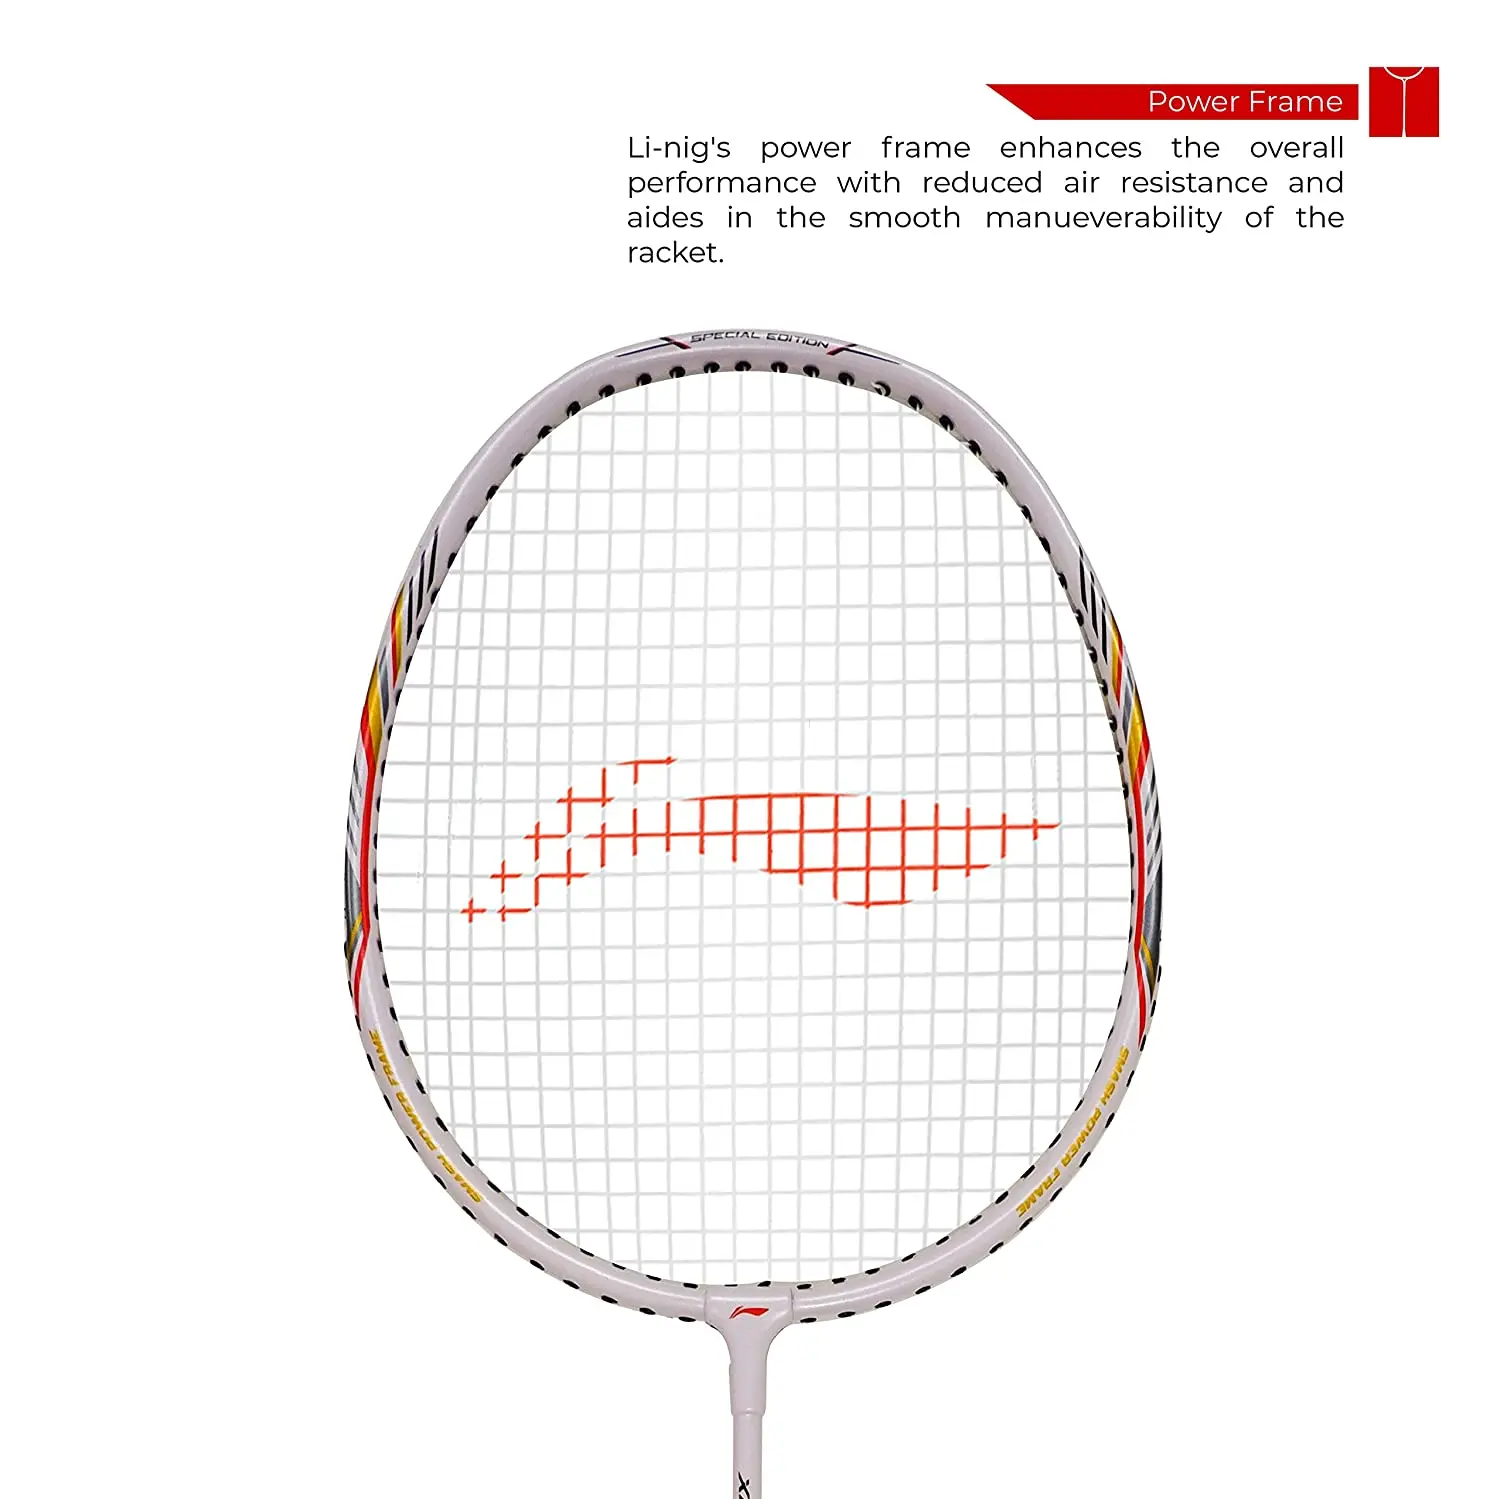 Power Frame
Li-nig's power frame enhances the overall
performance with reduced air resistance and
aides in the smooth manueverability of the
racket.
SPECIAL EDITION
SMASH POWER FRAME
SMASH POWER FRAME